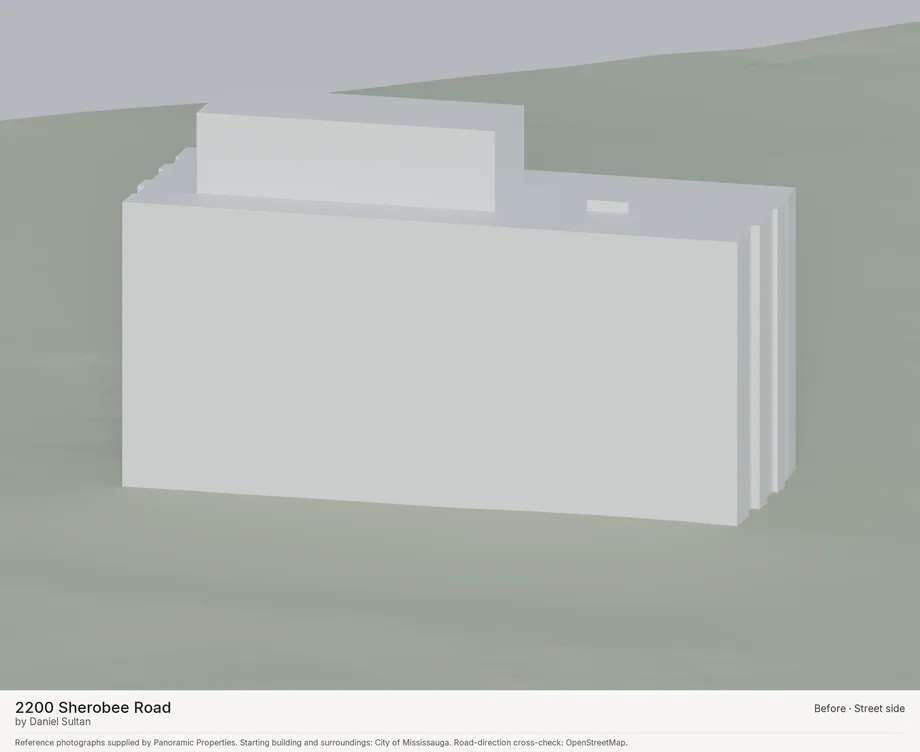 2200 Sherobee Road
by Daniel Sultan
Before · Street side
Reference photographs supplied by Panoramic Properties. Starting building and surroundings: City of Mississauga. Road-direction cross-check: OpenStreetMap.